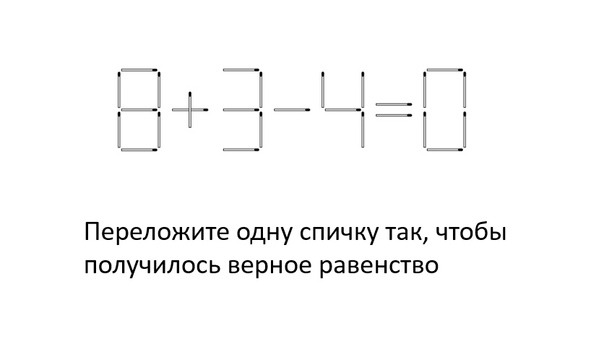 8+3-4=0
Переложите одну спичку так, чтобы
получилось верное равенство